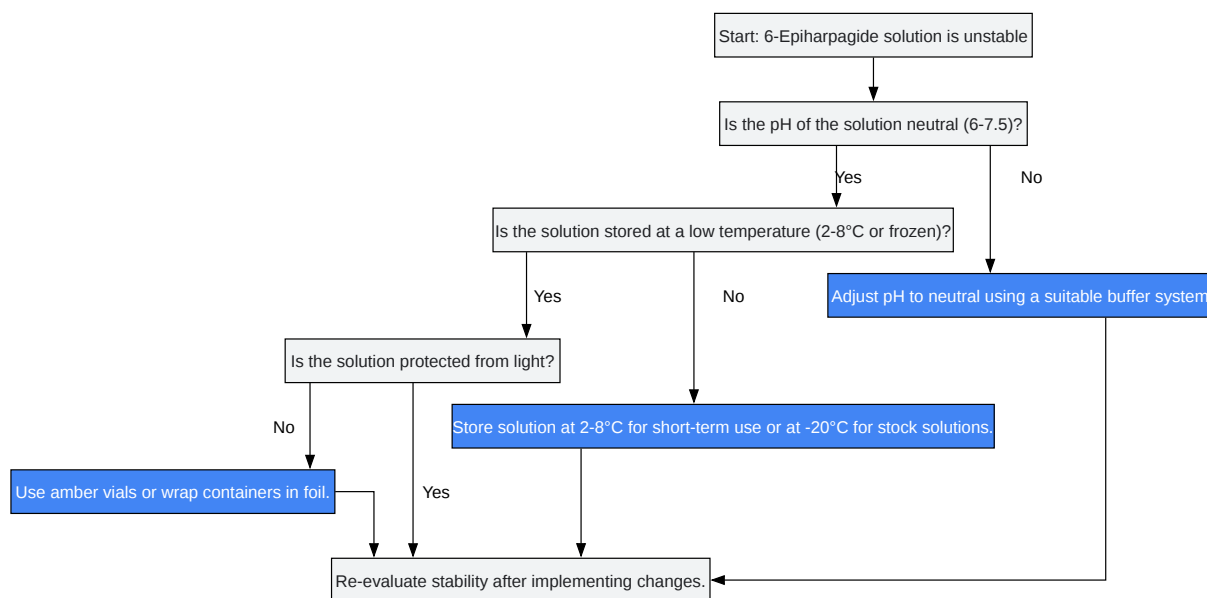 Start: 6-Epiharpagide solution is unstable
Is the pH of the solution neutral (6-7.5)?
Yes
No
Is the solution stored at a low temperature (2-8°C or frozen)?
Yes
No
Adjust pH to neutral using a suitable buffer system
Is the solution protected from light?
No
Store solution at 2-8°C for short-term use or at -20°C for stock solutions.
Use amber vials or wrap containers in foil.
Yes
Re-evaluate stability after implementing changes.